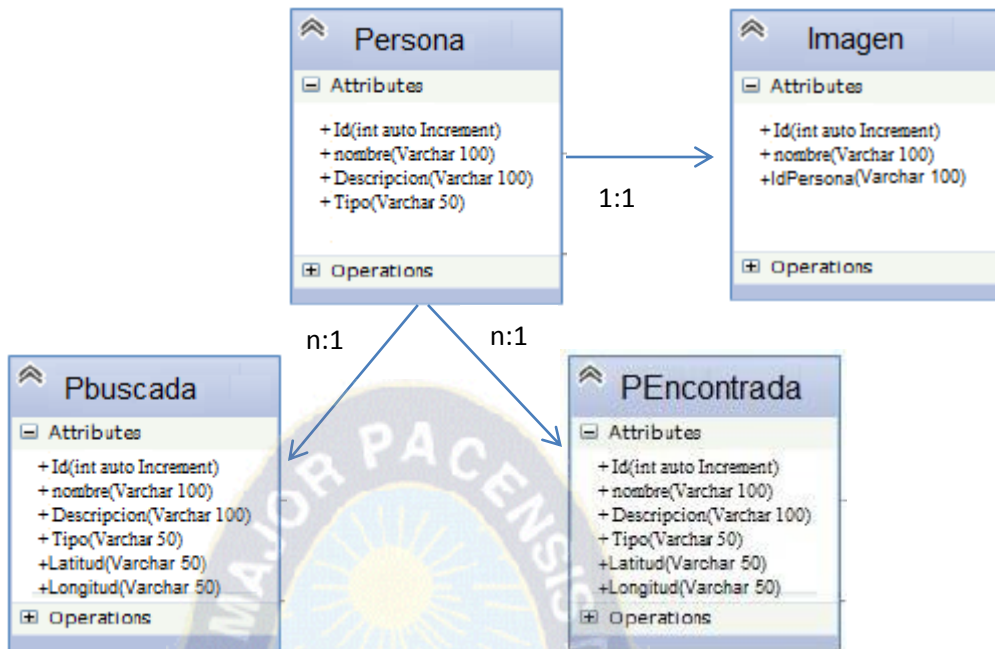 Persona
Attributes
+ Id(int auto Increment)
+ nombre(Varchar 100)
+ Descripcion(Varchar 100)
+ Tipo(Varchar 50)
Operations
1:1
Imagen
Attributes
+ Id(int auto Increment)
+ nombre(Varchar 100)
+IdPersona(Varchar 100)
Operations
n:1
n:1
Pbuscada
Attributes
+ Id(int auto Increment)
+ nombre(Varchar 100)
+ Descripcion(Varchar 100)
+ Tipo(Varchar 50)
+Latitud(Varchar 50)
+Longitud(Varchar 50)
Operations
PEncontrada
Attributes
+ Id(int auto Increment)
+ nombre(Varchar 100)
+ Descripcion(Varchar 100)
+ Tipo(Varchar 50)
+Latitud(Varchar 50)
+Longitud(Varchar 50)
Operations
MAJOR PACENSIS